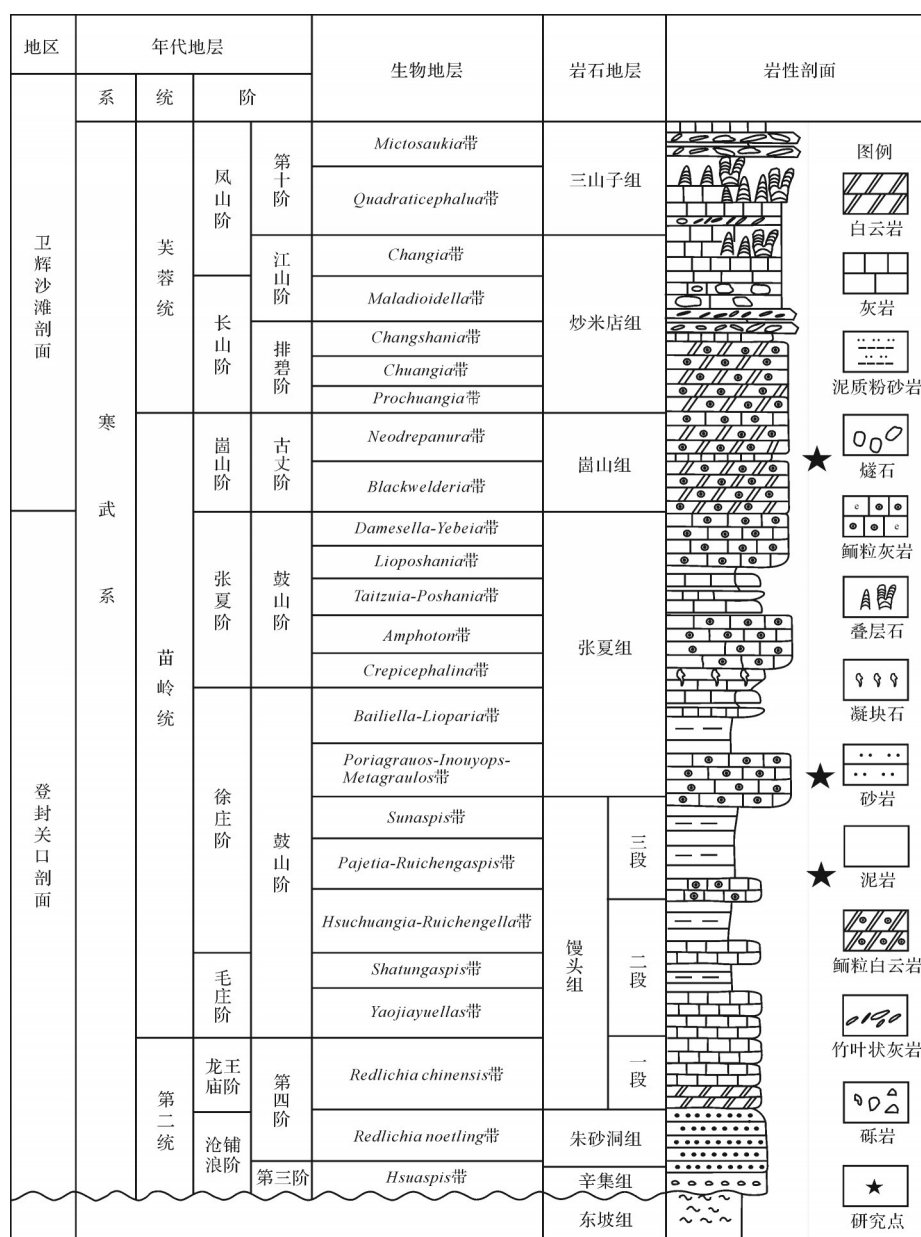 地区
年代地层
生物地层
岩石地层
岩性剖面
系
统
阶
卫辉沙滩剖面
登封关口剖面
寒武系
芙蓉统
苗岭统
第二统
凤山阶
长山阶
崮山阶
张夏阶
徐庄阶
毛庄阶
龙王
庙阶
沧铺
浪阶
第十阶
江山阶
排碧阶
古丈阶
鼓山阶
鼓山阶
第四阶
第三阶
Mictosaukia带
Quadraticephalua带
Changia带
Maladioidella带
Changshania带
Chuangia带
Prochuangia带
Neodrepanura带
Blackwelderia带
Damesella-Yebeia带
Lioposhania带
Taitzuia-Poshania带
Amphoton带
Crepicephalina带
Bailiella-Lioparia带
Poriagrauos-Inouyops-
Metagraulos带
Sunaspis带
Pajetia-Ruichengaspis带
Hsuchuangia-Ruichengella带
Shatungaspis带
Yaojiayuellas带
Redlichia chinensis带
Redlichia noetling带
Hsuaspis带
三山子组
炒米店组
崮山组
张夏组
馒头组
三段
二段
一段
朱砂洞组
辛集组
东坡组
图例
白云岩
灰岩
泥质粉砂岩
燧石
鲕粒灰岩
叠层石
凝块石
砂岩
泥岩
鲕粒白云岩
竹叶状灰岩
砾岩
研究点